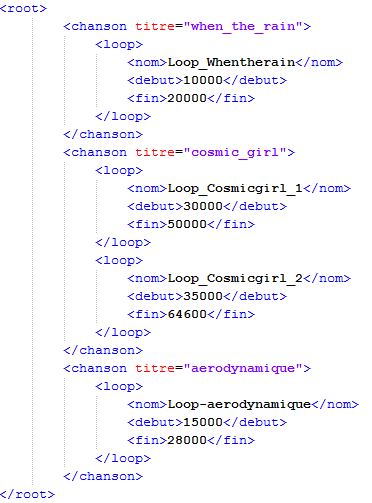 <root>
<chanson titre="when_the_rain">
<loop>
<nom>Loop_Whentherain</nom>
<debut>10000</debut>
<fin>20000</fin>
</loop>
</chanson>
<chanson titre="cosmic_girl">
<loop>
<nom>Loop_Cosmicgirl_1</nom>
<debut>30000</debut>
<fin>50000</fin>
</loop>
<loop>
<nom>Loop_Cosmicgirl_2</nom>
<debut>35000</debut>
<fin>64600</fin>
</loop>
</chanson>
<chanson titre="aerodynamique">
<loop>
<nom>Loop-aerodynamique</nom>
<debut>15000</debut>
<fin>28000</fin>
</loop>
</chanson>
</root>